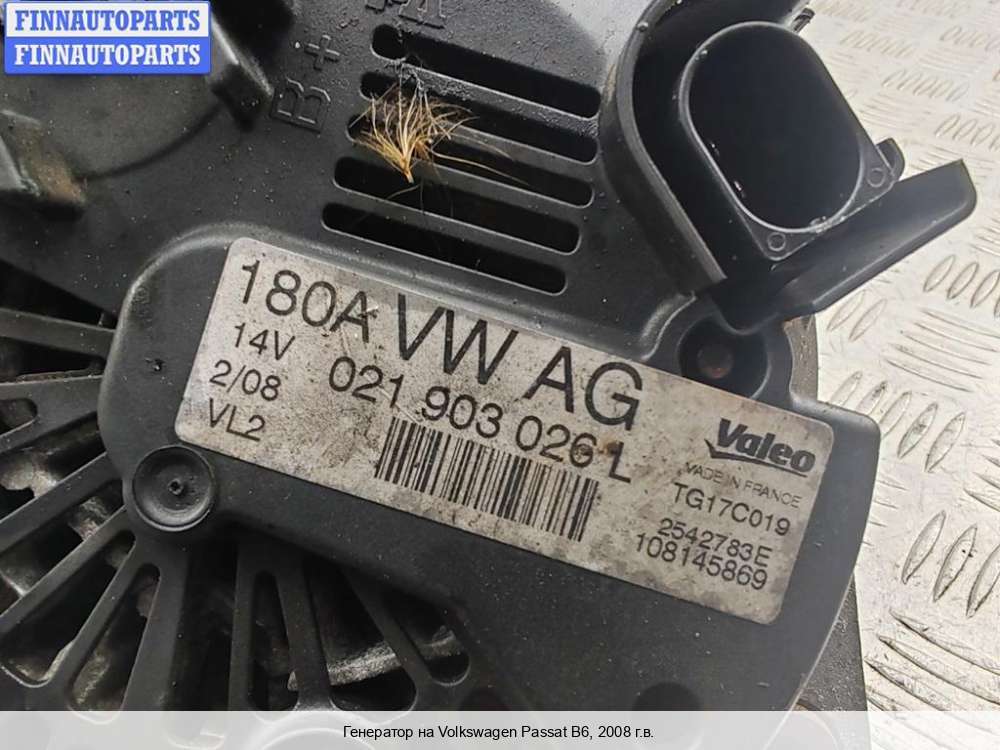 FINNAUTOPARTS
FINNAUTOPARTS
B+
180A VW AG
14V
021 903 026 L
2/08
VL2
Valeo
MADE IN FRANCE
TG17C019
2542783E
108145869
Генератор на Volkswagen Passat B6, 2008 г.в.